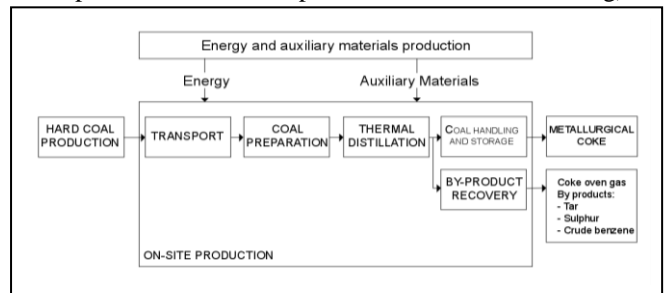 Energy and auxiliary materials production
Energy
Auxiliary Materials
HARD COAL
PRODUCTION
TRANSPORT
COAL
PREPARATION
THERMAL
DISTILLATION
COAL HANDLING
AND STORAGE
METALLURGICAL
COKE
BY-PRODUCT
RECOVERY
Coke oven gas
By products:
- Tar
- Sulphur
- Crude benzene
ON-SITE PRODUCTION